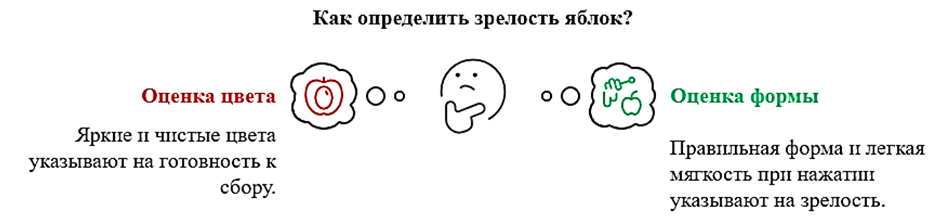 Как определить зрелость яблок?
Оценка цвета
Яркие и чистые цвета
указывают на готовность к
сбору.
Оценка формы
Правильная форма и легкая
мягкость при нажатии
указывают на зрелость.